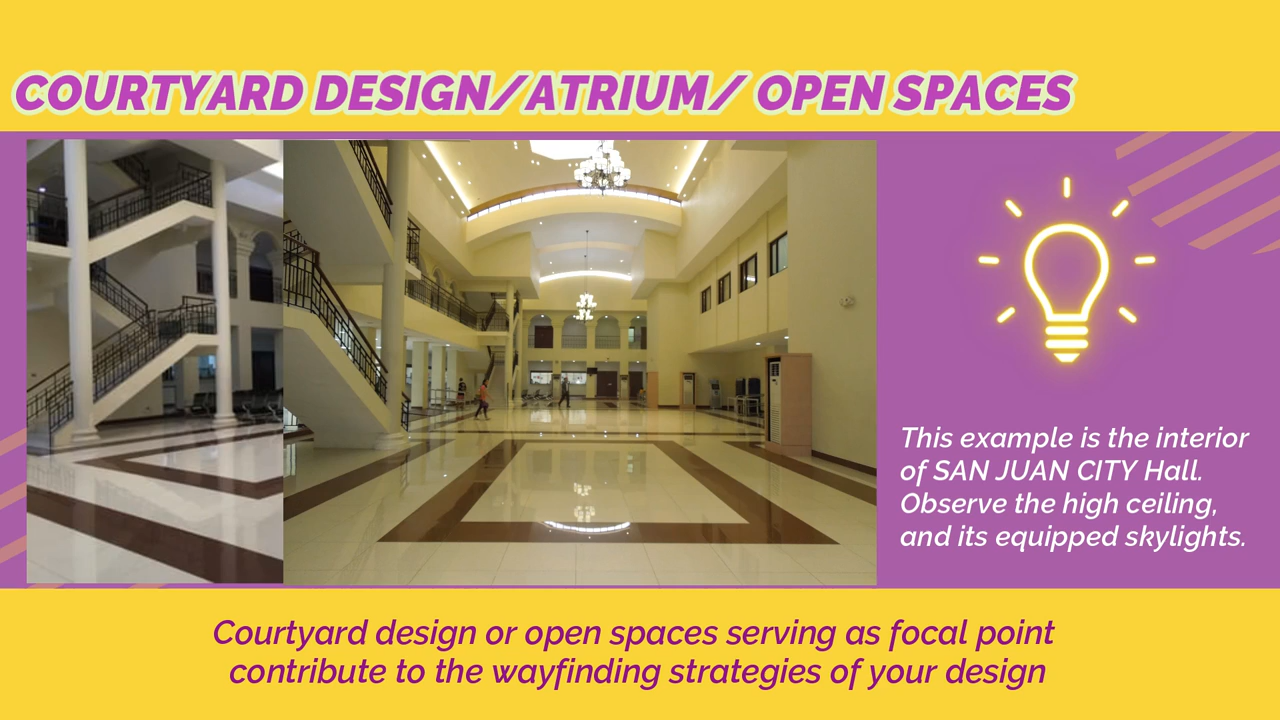 COURTYARD DESIGN/ATRIUM/ OPEN SPACES
This example is the interior
of SAN JUAN CITY Hall.
Observe the high ceiling,
and its equipped skylights.
Courtyard design or open spaces serving as focal point
contribute to the wayfinding strategies of your design